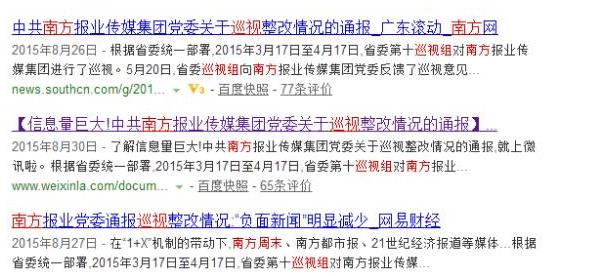 中共南方报业传媒集团党委关于巡视整改情况的通报_广东滚动_南方网
2015年8月26日 - 根据省委统一部署,2015年3月17日至4月17日,省委第十巡视组对南方报业传
媒集团进行了巡视。5月20日,省委巡视组向南方报业传媒集团党委反馈了巡视意见...
news.southcn.com/g/201... V3 - 百度快照 - 77条评价
【信息量巨大!中共南方报业传媒集团党委关于巡视整改情况的通报】...
2015年8月30日 - 了解信息量巨大!中共南方报业传媒集团党委关于巡视整改情况的通报,就上微
讯啦。根据省委统一部署,2015年3月17日至4月17日,省委第十巡视组对南方报业...
www.weixinla.com/docum... - 百度快照 - 65条评价
南方报业党委通报巡视整改情况:"负面新闻"明显减少_网易财经
2015年8月27日 - 在“1+X”机制的带动下,南方周末、南方都市报、21世纪经济报道等媒体...根据
省委统一部署,2015年3月17日至4月17日,省委第十巡视组对南方报业传媒...